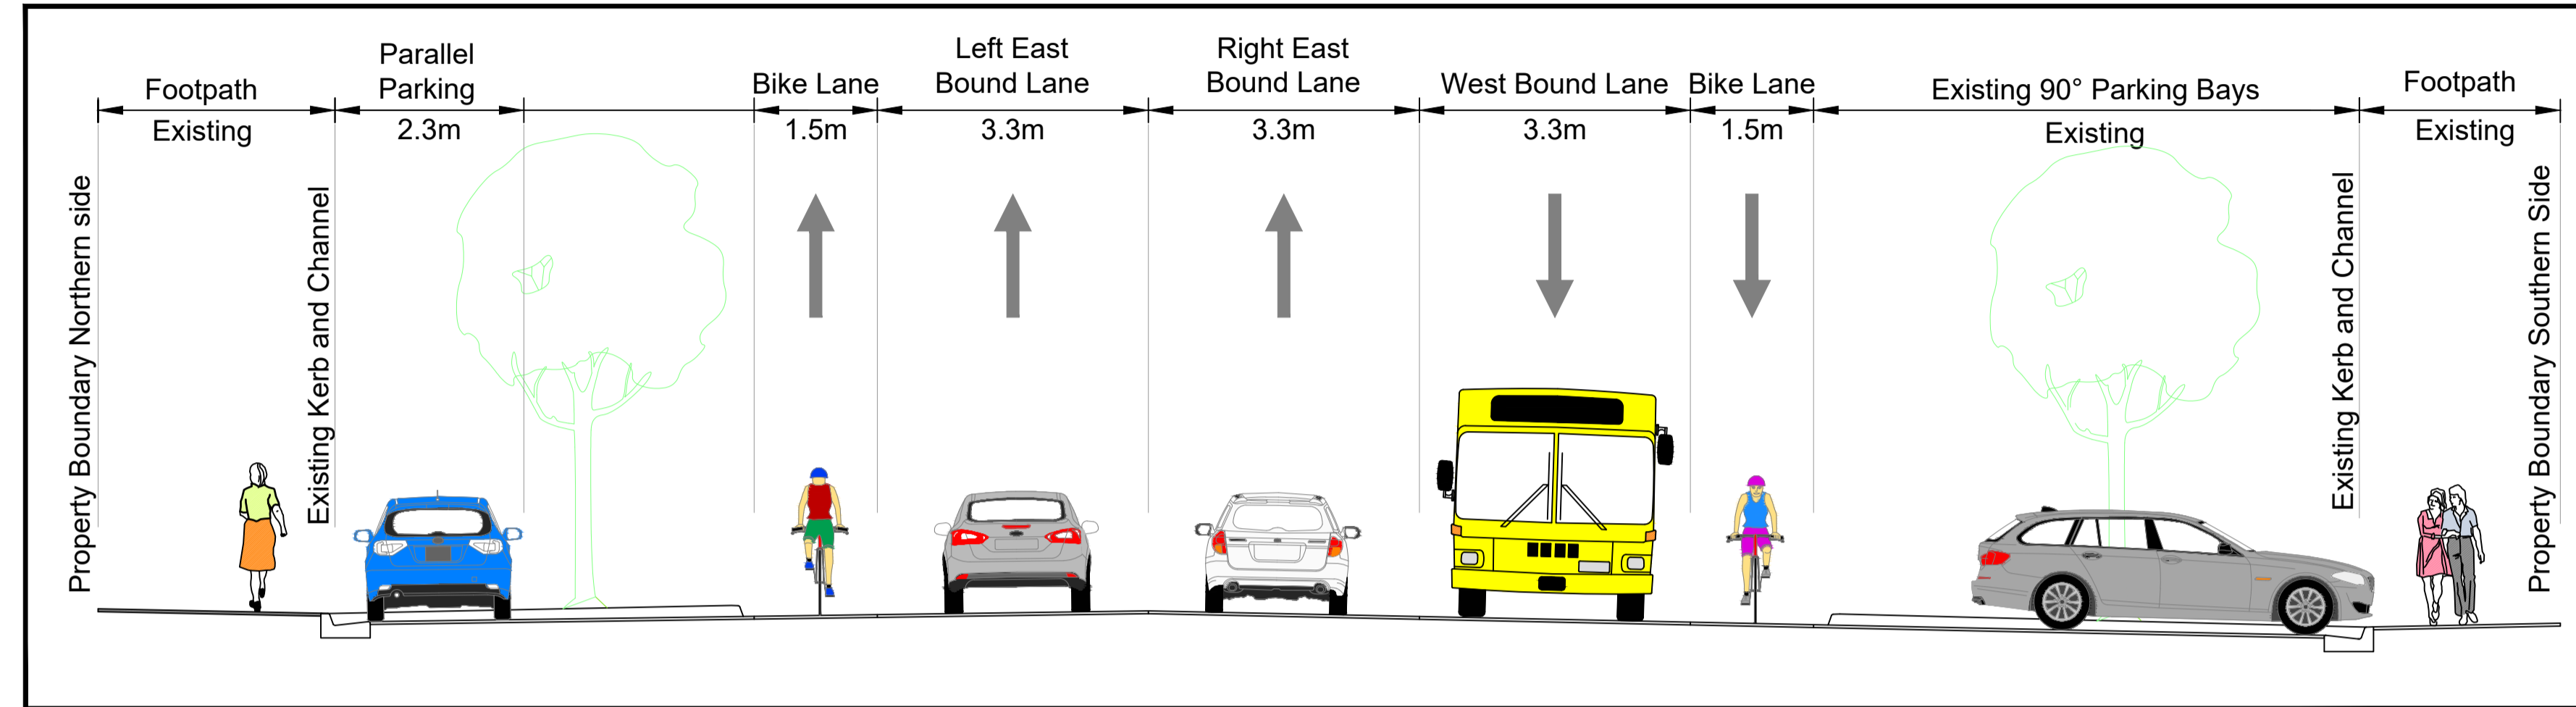 Footpath
Existing
Parallel
Parking
2.3m
Bike Lane
1.5m
Left East
Bound Lane
3.3m
Right East
Bound Lane
3.3m
West Bound Lane
3.3m
Bike Lane
1.5m
Existing 90° Parking Bays
Existing
Footpath
Existing
Property Boundary Northern side
Existing Kerb and Channel
Existing Kerb and Channel
Property Boundary Southern Side